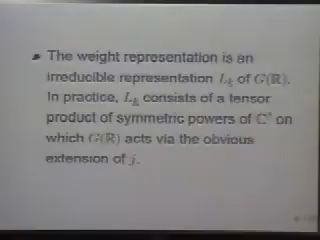 The weight representation is an
irreducible representation L_k of G(ℝ).
In practice, L_k consists of a tensor
product of symmetric powers of ℂ² on
which G(ℝ) acts via the obvious
extension of j.